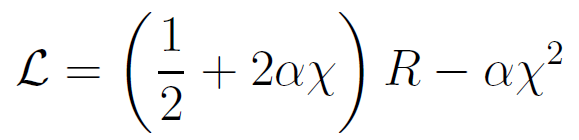 ℒ = (1/2 + 2αχ) R − αχ²